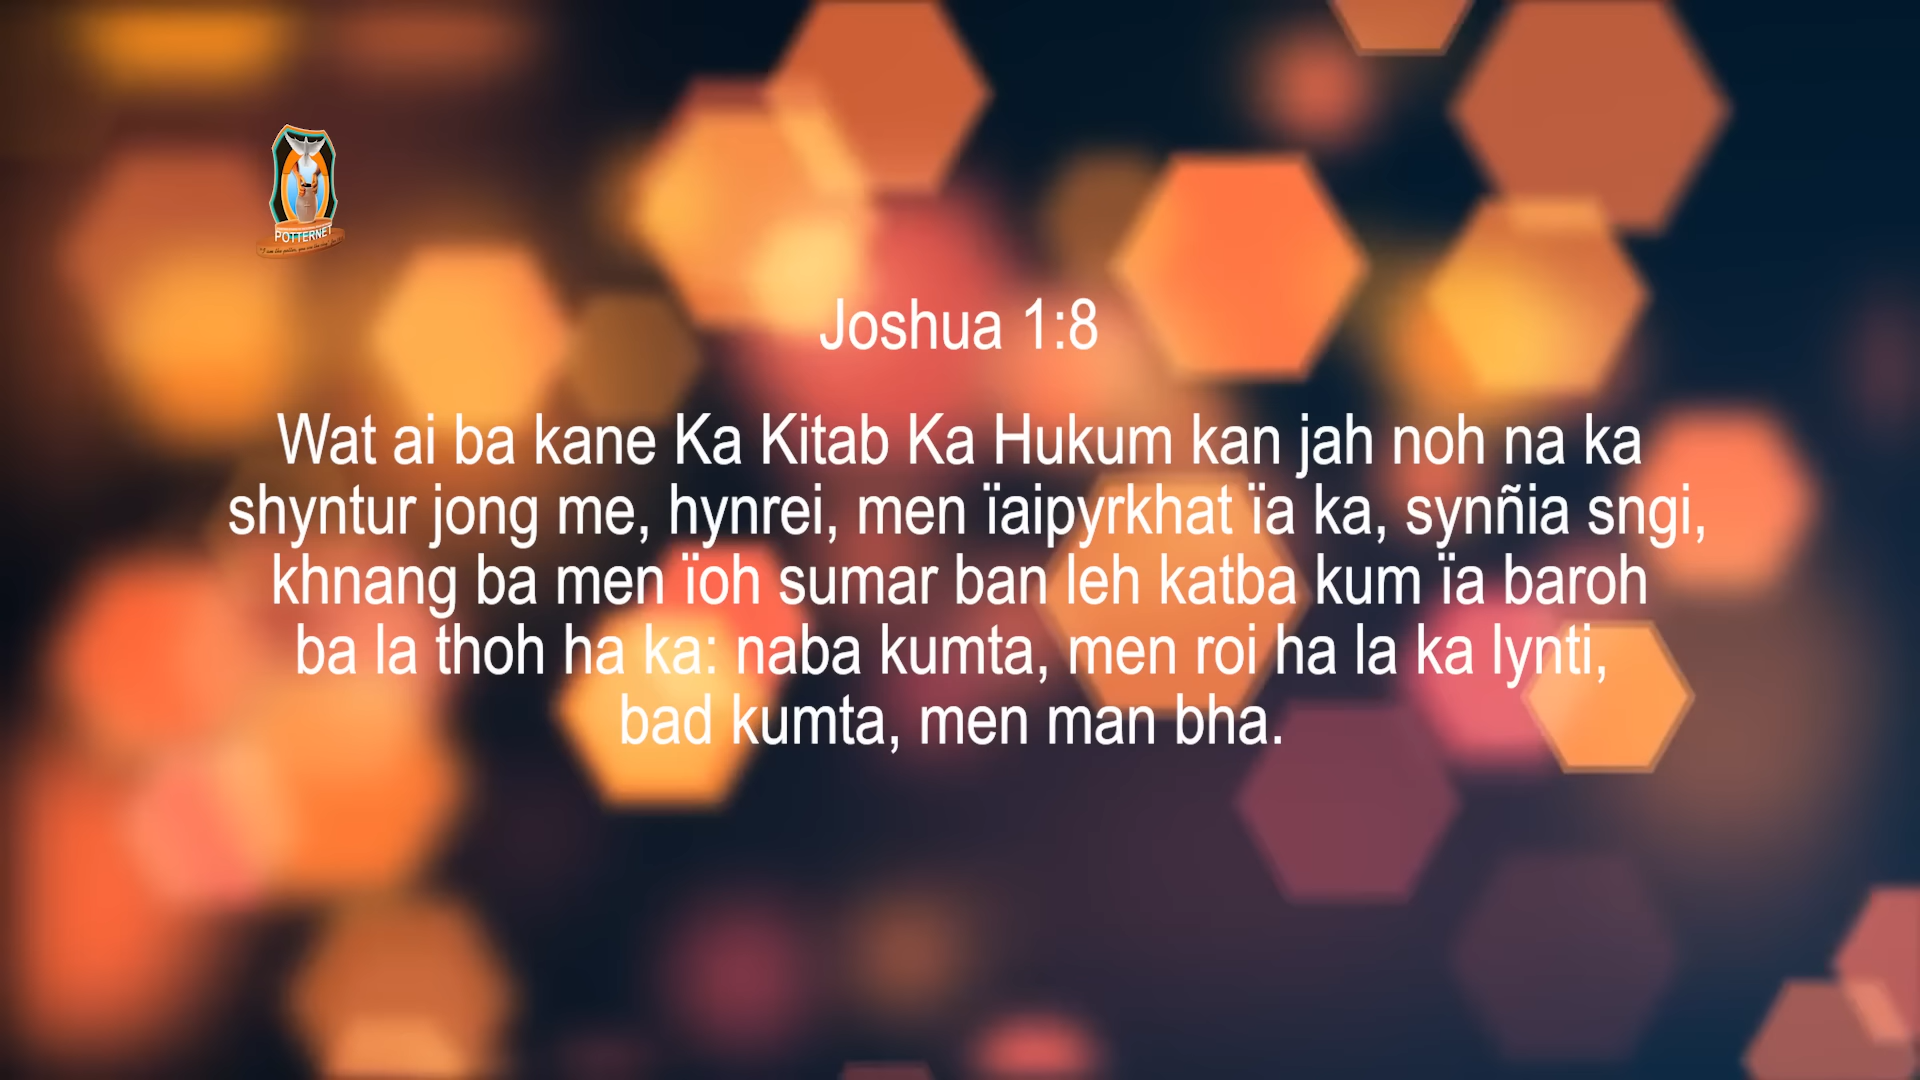 POTTERNET
Joshua 1:8
Wat ai ba kane Ka Kitab Ka Hukum kan jah noh na ka
shyntur jong me, hynrei, men ïaipyrkhat ïa ka, synñia sngi,
khnang ba men ïoh sumar ban leh katba kum ïa baroh
ba la thoh ha ka: naba kumta, men roi ha la ka lynti,
bad kumta, men man bha.